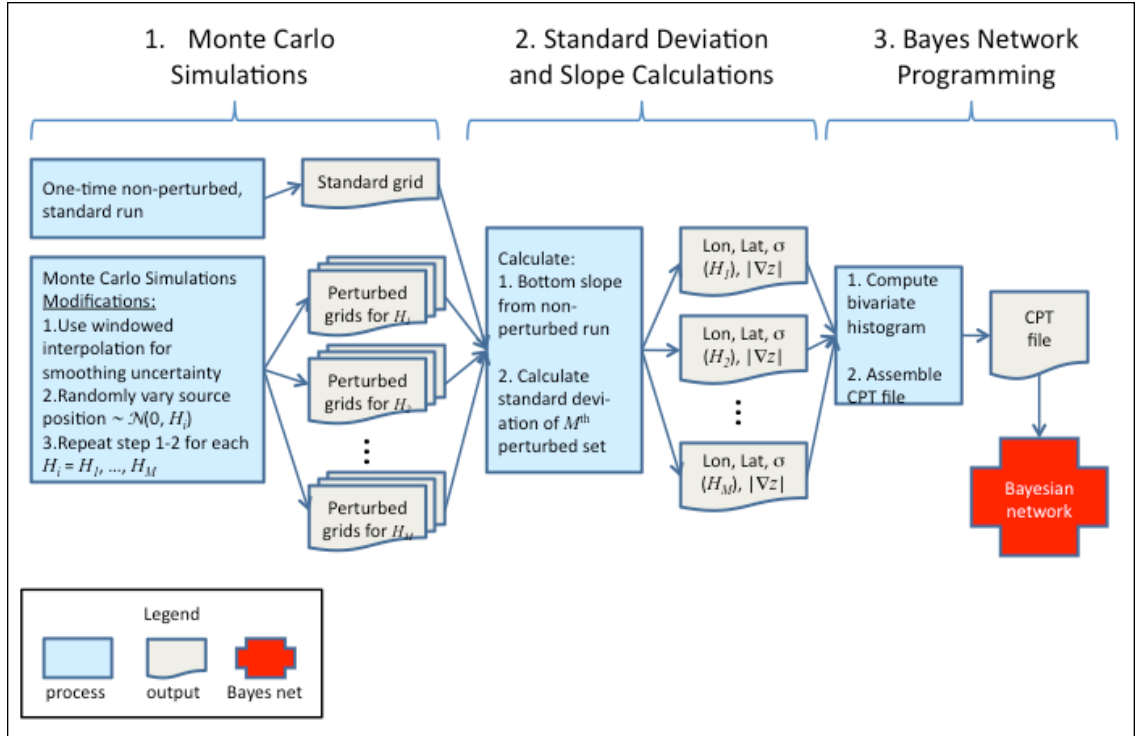 1. Monte Carlo
Simulations
2. Standard Deviation
and Slope Calculations
3. Bayes Network
Programming
One-time non-perturbed,
standard run
Standard grid
Monte Carlo Simulations
Modifications:
1.Use windowed
interpolation for
smoothing uncertainty
2.Randomly vary source
position ~ 𝒩(0, Hᵢ)
3.Repeat step 1-2 for each
Hᵢ = H₁, ..., H_M
Perturbed
grids for H₁
Perturbed
grids for H₂
⋮
Perturbed
grids for H_M
Calculate:
1. Bottom slope
from non-
perturbed run
2. Calculate
standard devi-
ation of Mᵗʰ
perturbed set
Lon, Lat, σ
(H₁), |∇z|
Lon, Lat, σ
(H₂), |∇z|
⋮
Lon, Lat, σ
(H_M), |∇z|
1. Compute
bivariate
histogram
2. Assemble
CPT file
CPT
file
Bayesian
network
Legend
process
output
Bayes net